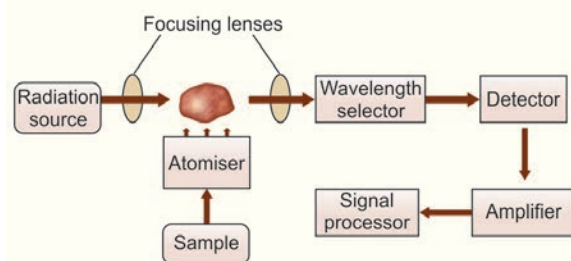 Focusing lenses
Radiation
source
Wavelength
selector
Detector
Atomiser
Signal
processor
Amplifier
Sample